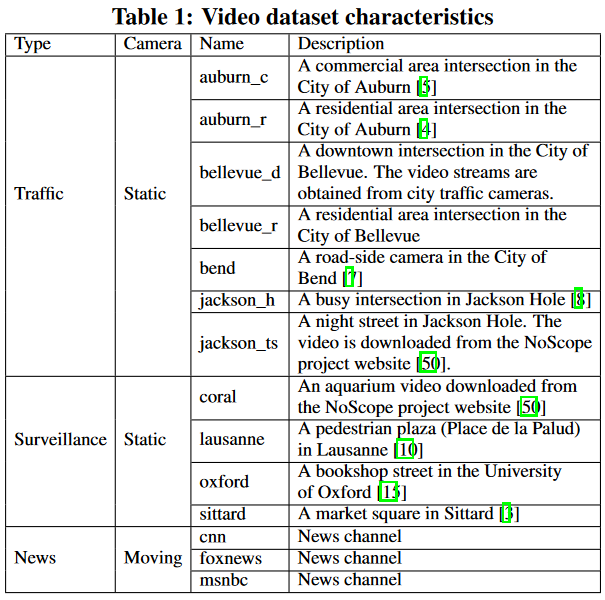 Table 1: Video dataset characteristics
Type Camera Name Description
Traffic Static auburn_c A commercial area intersection in the
City of Auburn [5]
auburn_r A residential area intersection in the
City of Auburn [4]
bellevue_d A downtown intersection in the City of
Bellevue. The video streams are
obtained from city traffic cameras.
bellevue_r A residential area intersection in the
City of Bellevue
bend A road-side camera in the City of
Bend [7]
jackson_h A busy intersection in Jackson Hole [8]
jackson_ts A night street in Jackson Hole. The
video is downloaded from the NoScope
project website [50].
Surveillance Static coral An aquarium video downloaded from
the NoScope project website [50]
lausanne A pedestrian plaza (Place de la Palud)
in Lausanne [10]
oxford A bookshop street in the University
of Oxford [15]
sittard A market square in Sittard [3]
News Moving cnn News channel
foxnews News channel
msnbc News channel